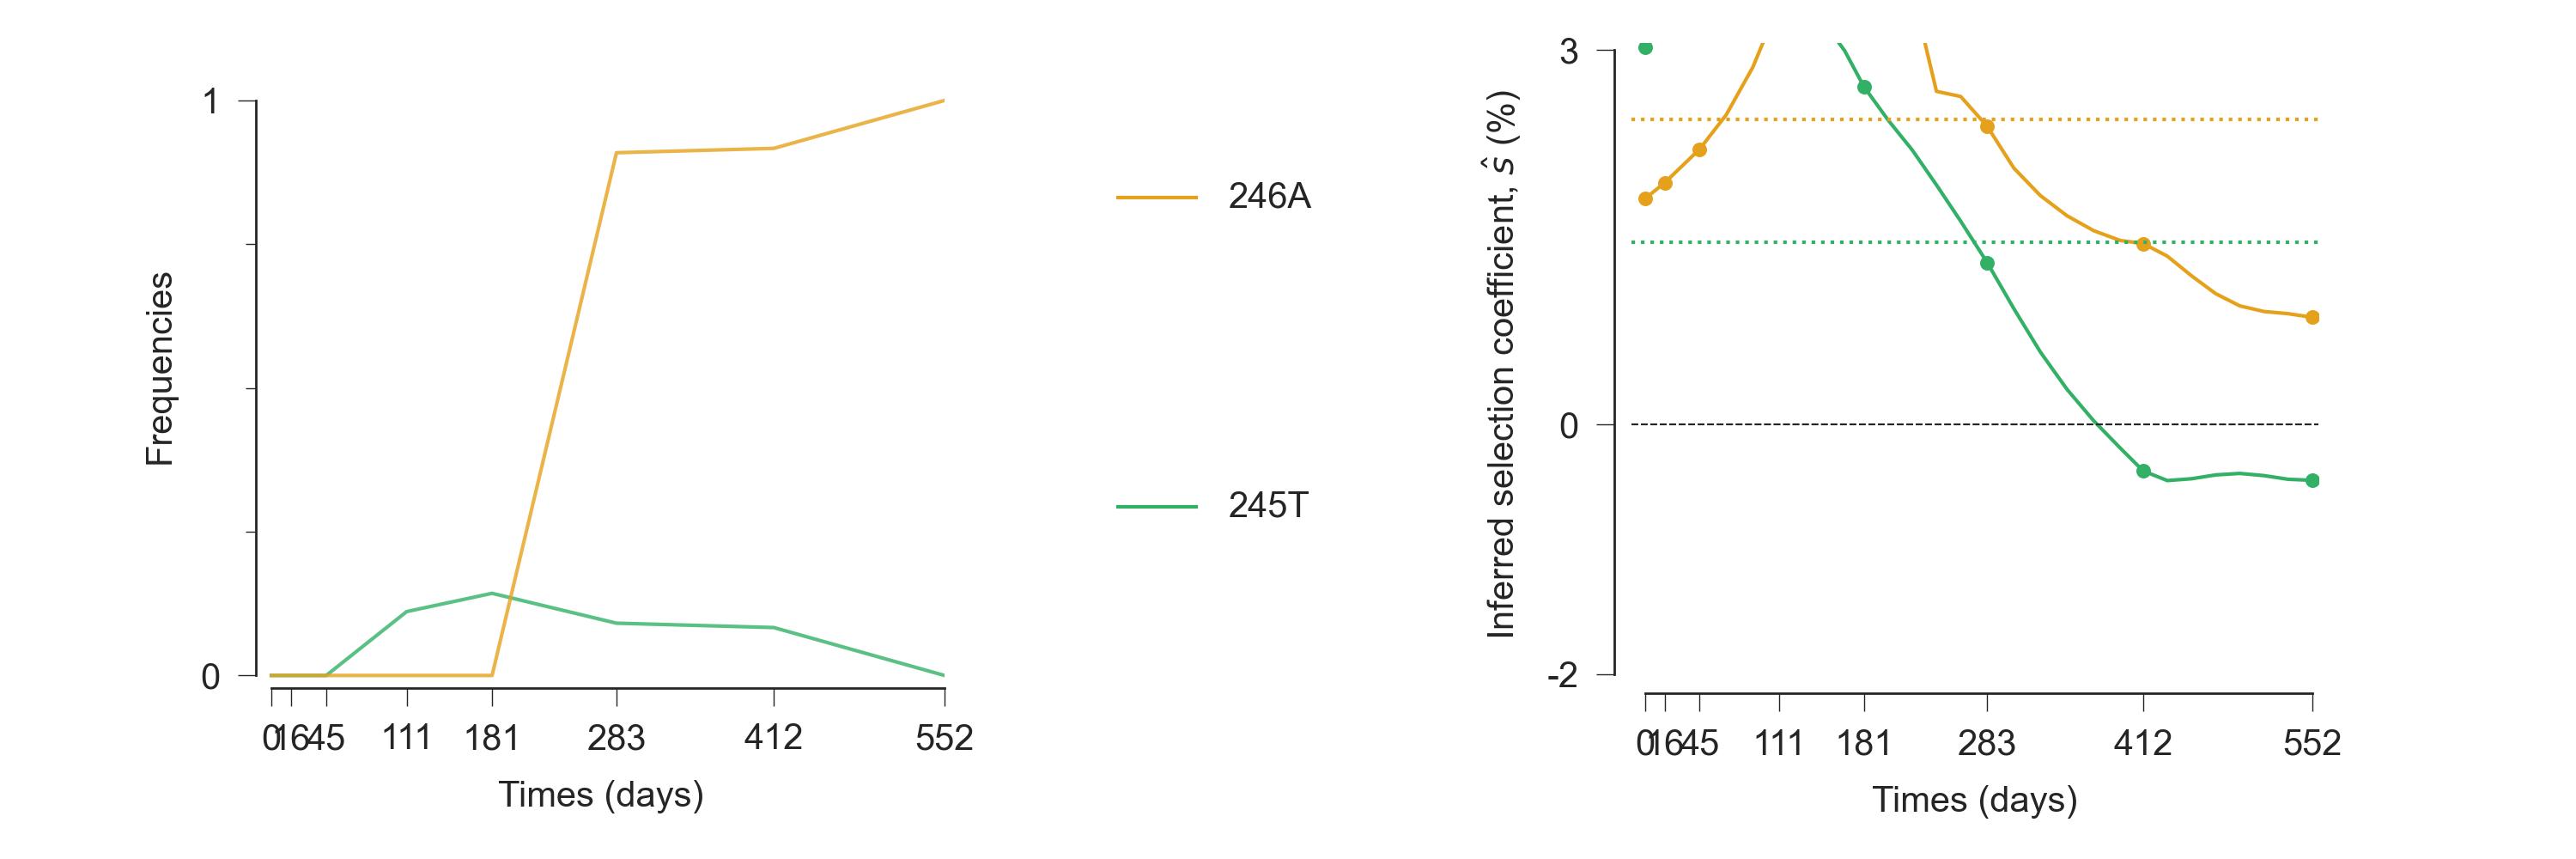 Frequencies
1
0
0 16 45 111 181 283 412 552
Times (days)
246A
245T
Inferred selection coefficient, ŝ (%)
3
0
-2
0 16 45 111 181 283 412 552
Times (days)